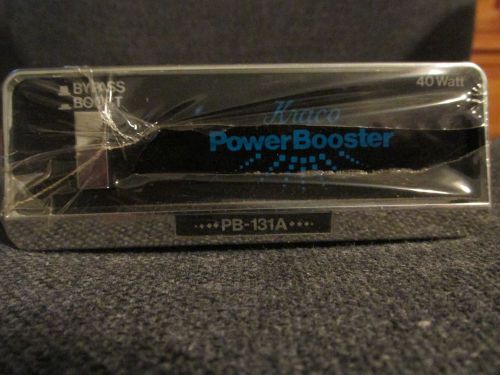 BYPASS
BOOST
40 Watt
Kraco
PowerBooster
PB-131A